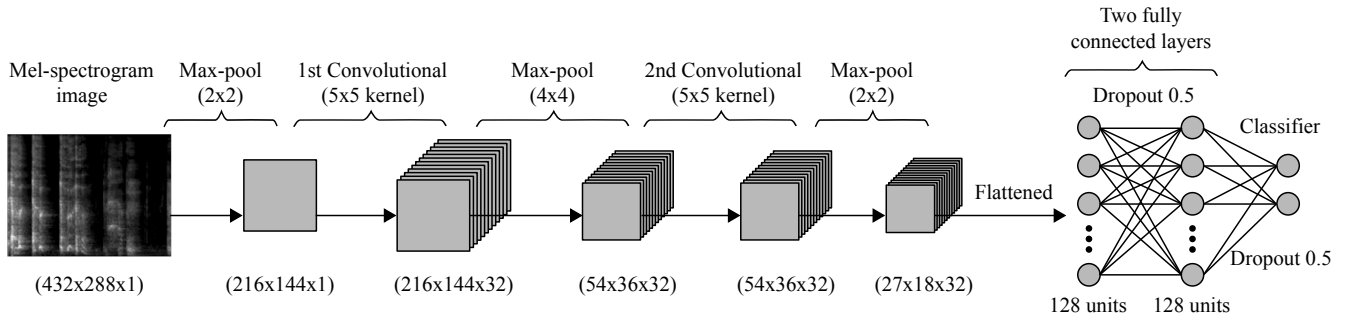 Two fully
connected layers
Mel-spectrogram
image
Max-pool
(2x2)
1st Convolutional
(5x5 kernel)
Max-pool
(4x4)
2nd Convolutional
(5x5 kernel)
Max-pool
(2x2)
Dropout 0.5
Classifier
Flattened
Dropout 0.5
(432x288x1)
(216x144x1)
(216x144x32)
(54x36x32)
(54x36x32)
(27x18x32)
128 units
128 units